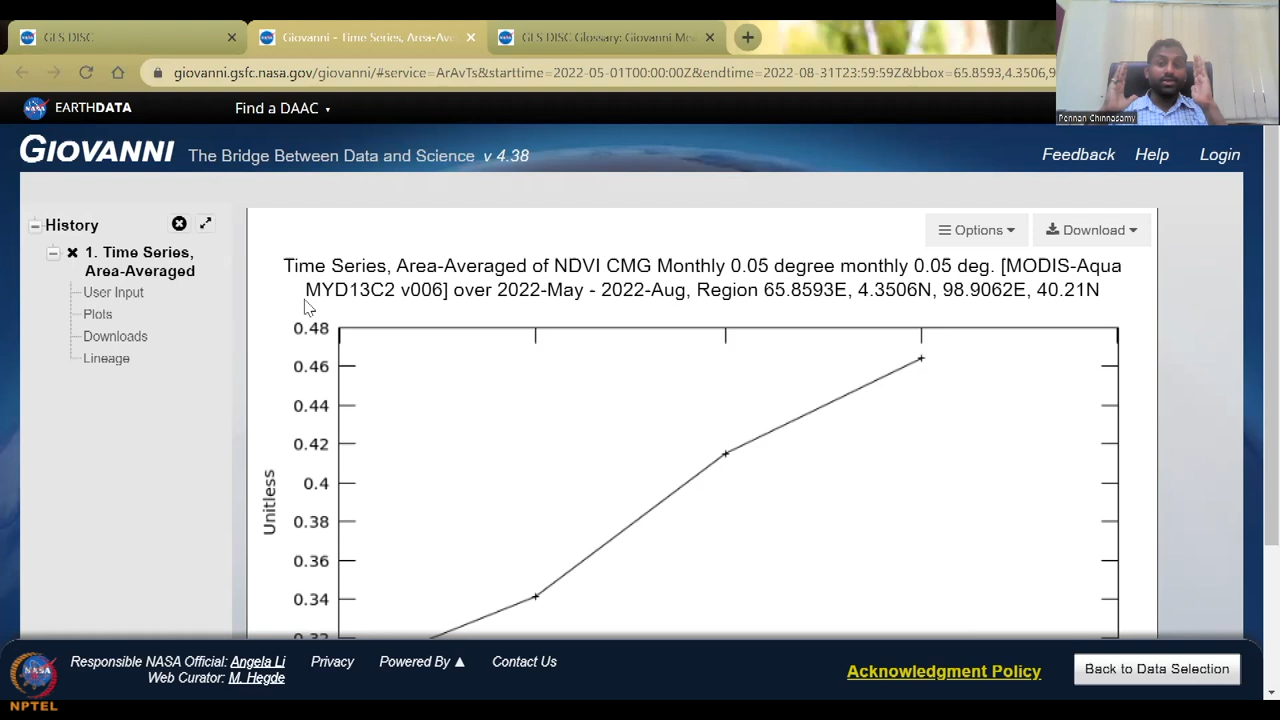 GES DISC
Giovanni - Time Series, Area-Ave
GES DISC Glossary: Giovanni Mea
giovanni.gsfc.nasa.gov/giovanni/#service=ArAvTs&starttime=2022-05-01T00:00:00Z&endtime=2022-08-31T23:59:59Z&bbox=65.8593,4.3506,9
Pennan Chinnasamy
EARTHDATA
Find a DAAC
GIOVANNI The Bridge Between Data and Science v 4.38
Feedback Help Login
History
1. Time Series,
Area-Averaged
User Input
Plots
Downloads
Lineage
Options
Download
Time Series, Area-Averaged of NDVI CMG Monthly 0.05 degree monthly 0.05 deg. [MODIS-Aqua
MYD13C2 v006] over 2022-May - 2022-Aug, Region 65.8593E, 4.3506N, 98.9062E, 40.21N
0.48
0.46
0.44
0.42
0.4
0.38
0.36
0.34
0.32
Unitless
Responsible NASA Official: Angela Li
Web Curator: M. Hegde
Privacy
Powered By ▲
Contact Us
Acknowledgment Policy
Back to Data Selection
NPTEL